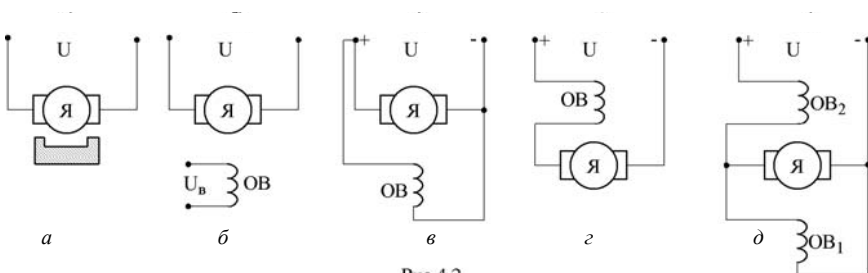 U U + U - + U - + U -
ОВ ОВ₂
Я Я Я Я Я
Uв ОВ ОВ
а б в г д ОВ₁